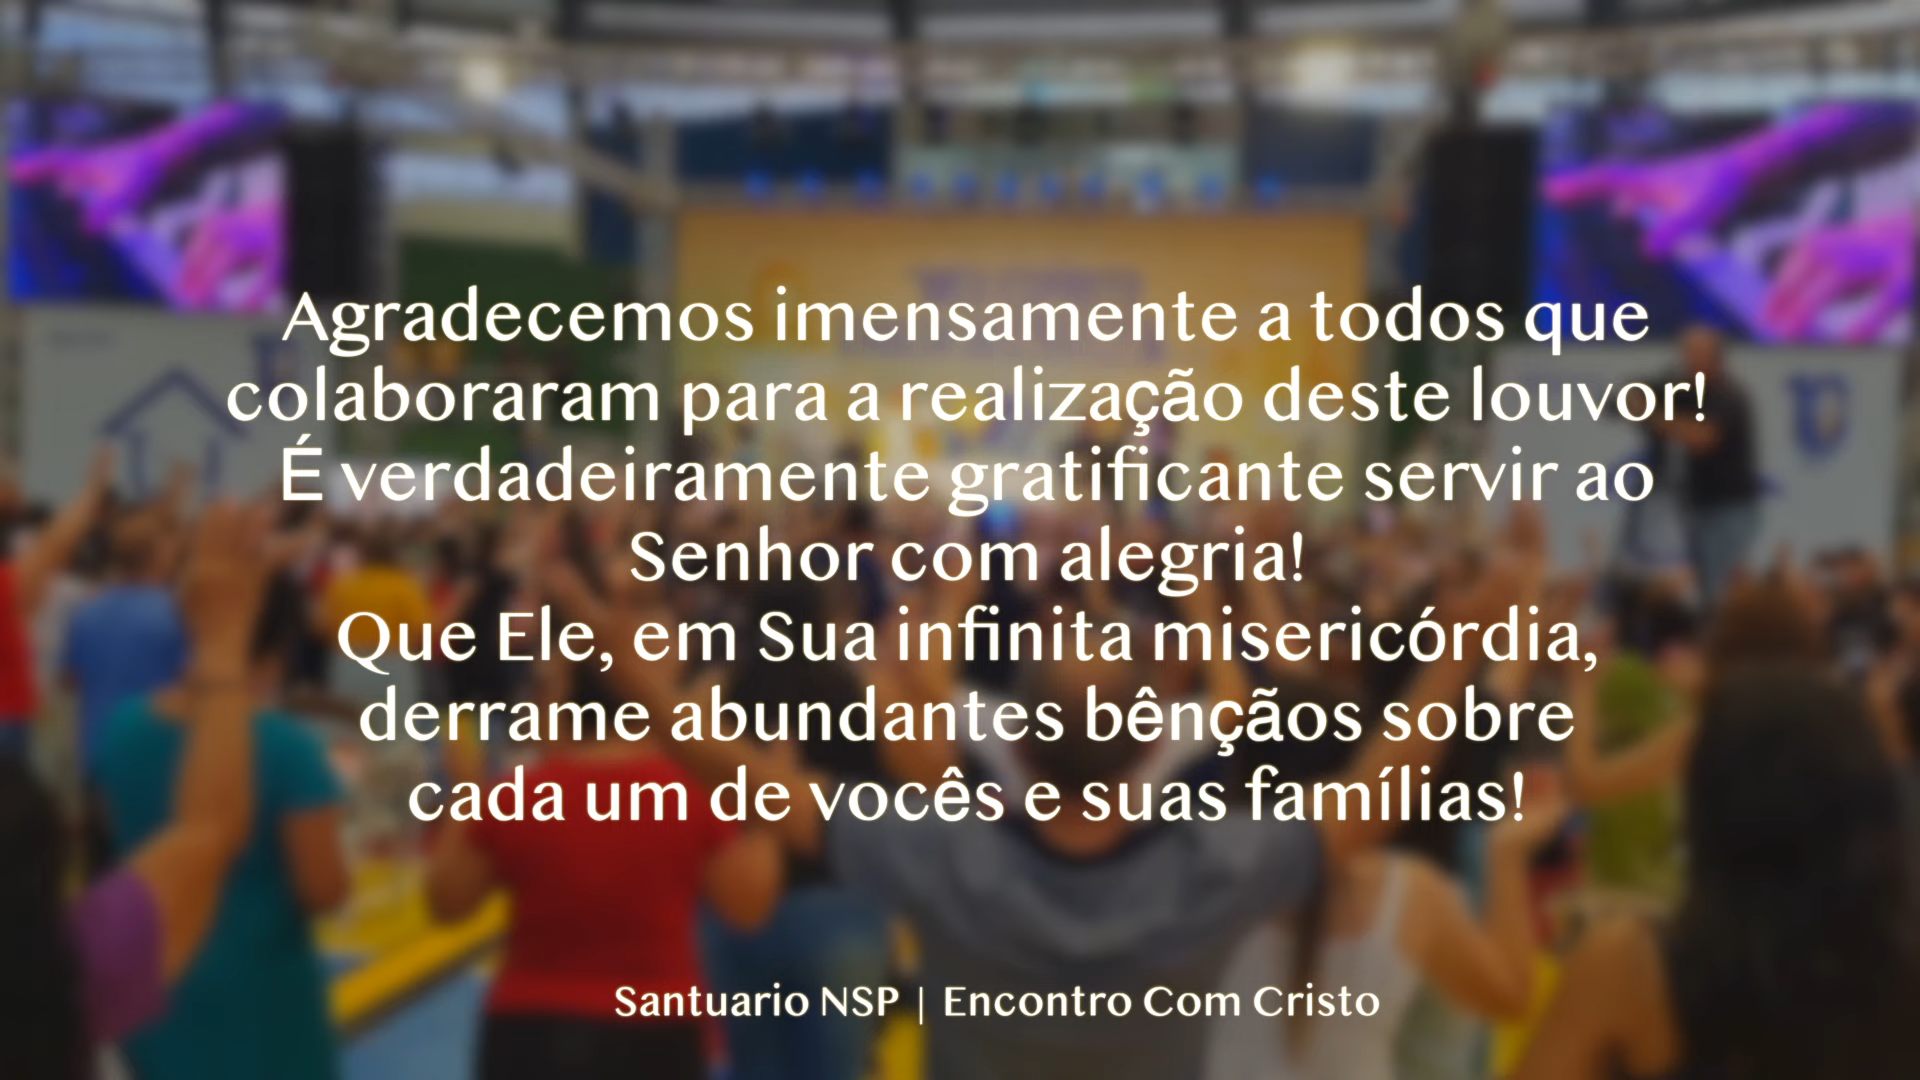 Agradecemos imensamente a todos que
colaboraram para a realização deste louvor!
É verdadeiramente gratificante servir ao
Senhor com alegria!
Que Ele, em Sua infinita misericórdia,
derrame abundantes bênçãos sobre
cada um de vocês e suas famílias!
Santuario NSP | Encontro Com Cristo